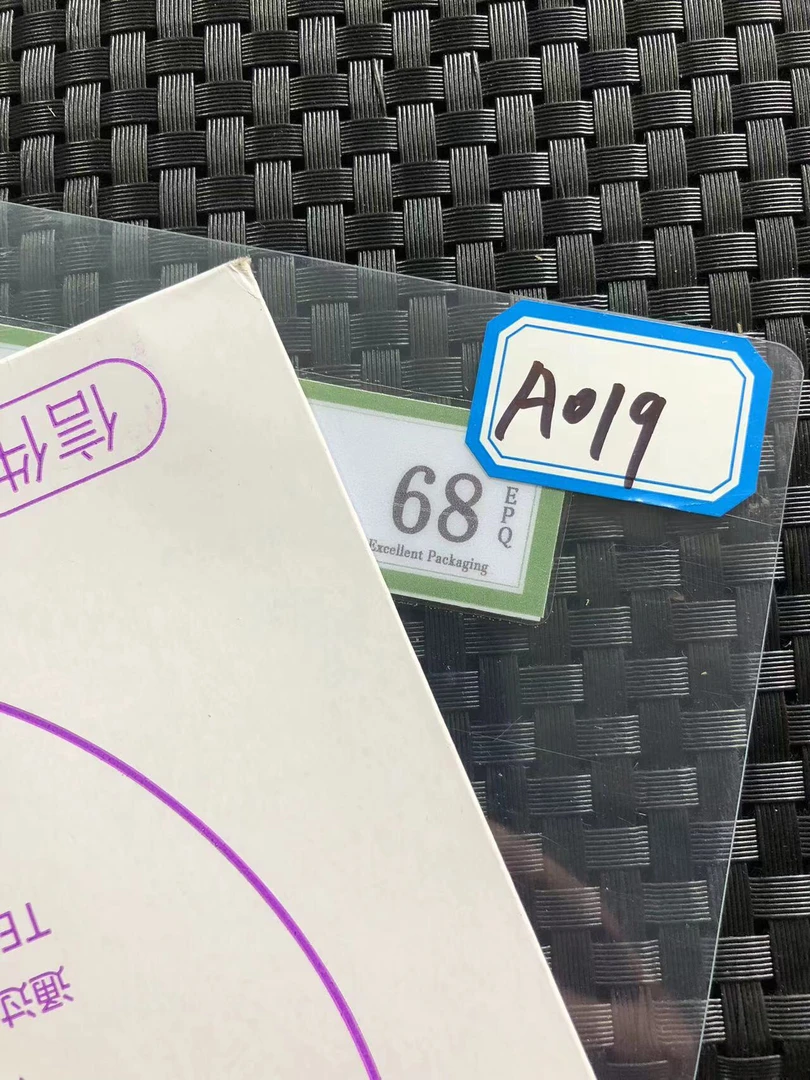 A019
68
EPQ
Excellent Packaging
信件
TE
通过